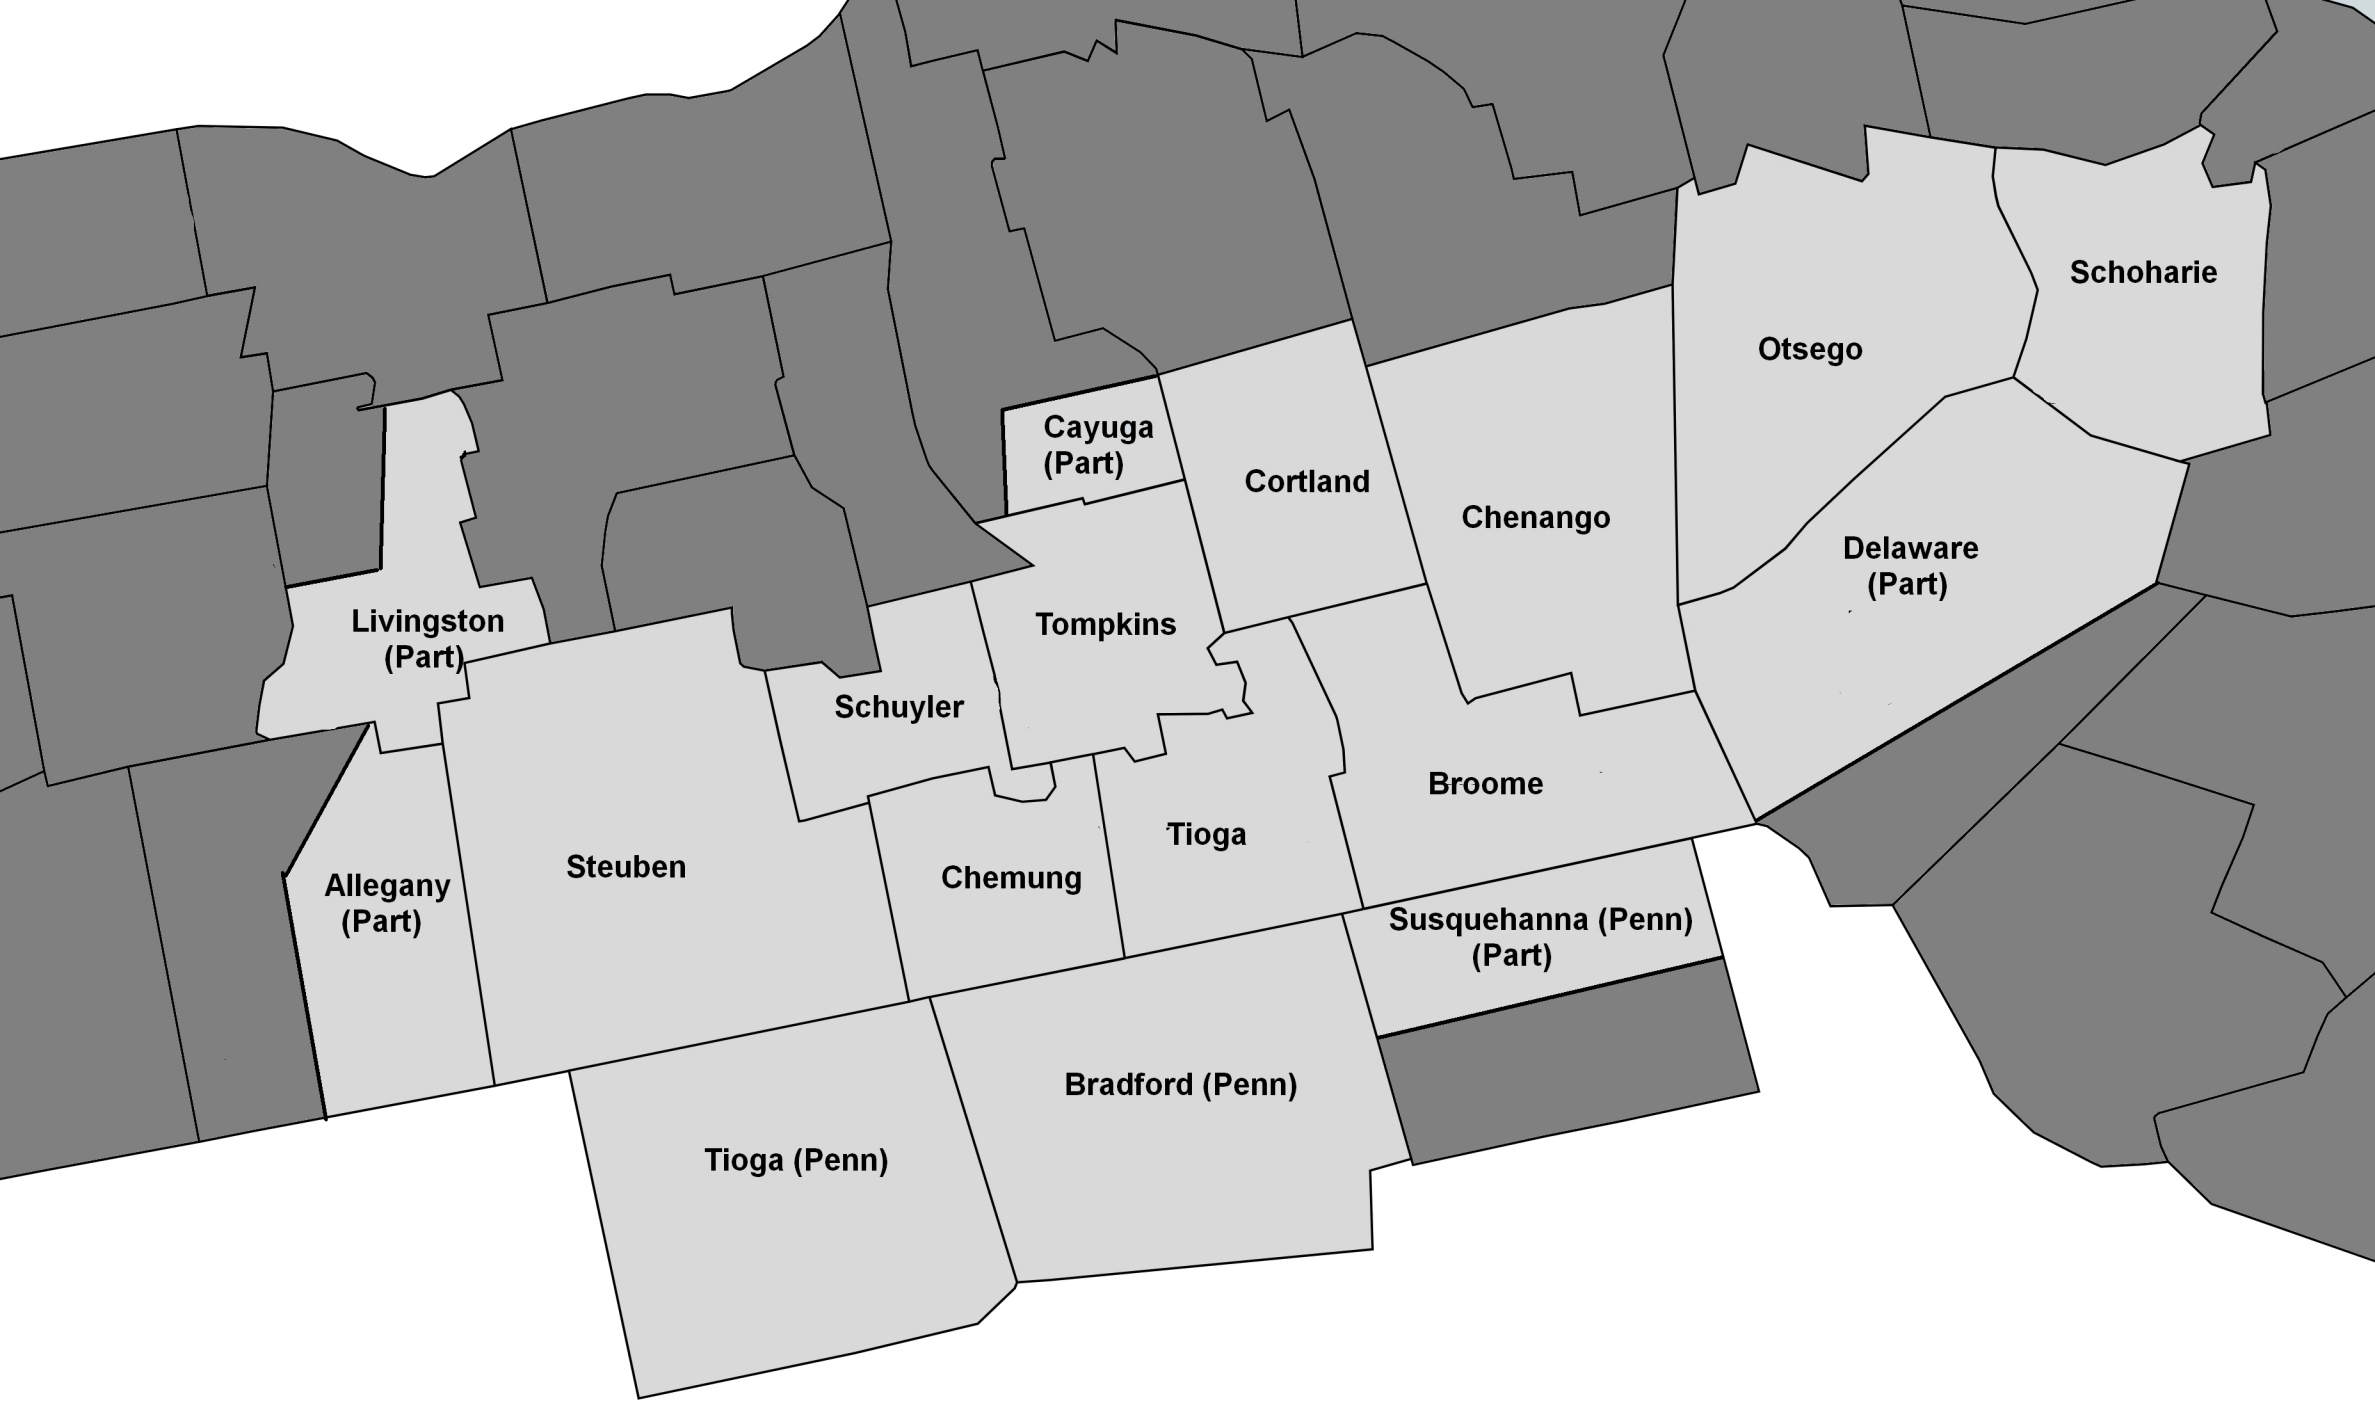 Schoharie
Otsego
Cayuga
(Part)
Cortland
Chenango
Delaware
(Part)
Livingston
(Part)
Tompkins
Schuyler
Broome
Tioga
Steuben
Chemung
Allegany
(Part)
Susquehanna (Penn)
(Part)
Bradford (Penn)
Tioga (Penn)